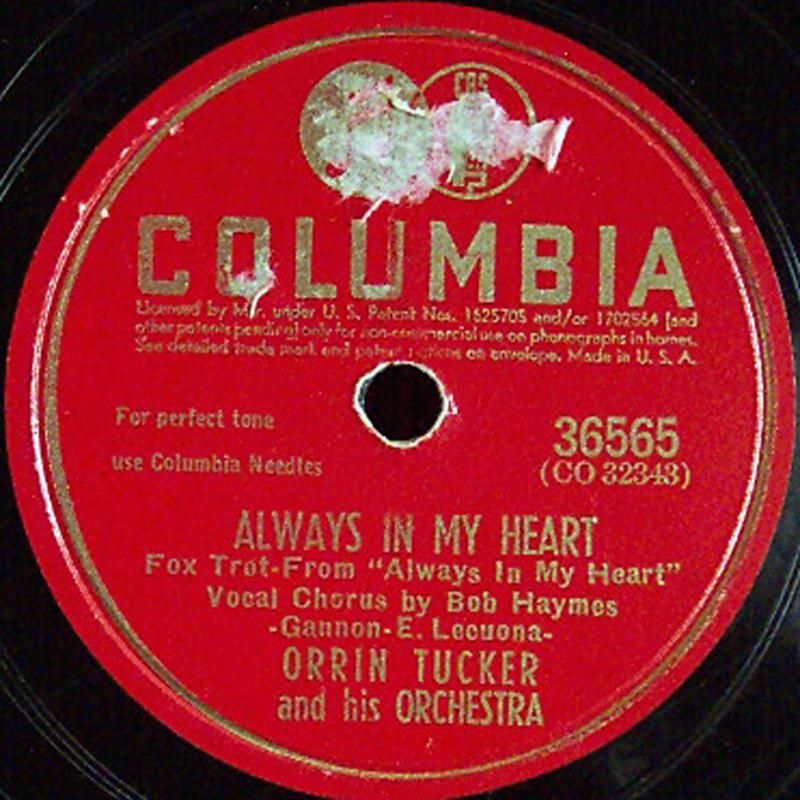 CBS
COLUMBIA
Licensed by Mfr. under U. S. Patent Nos. 1625705 and/or 1702564 (and
other patents pending) only for non-commercial use on phonographs in homes.
See detailed trade mark and patent notices on envelope. Made in U. S. A.
For perfect tone
use Columbia Needles
36565
(CO 32343)
ALWAYS IN MY HEART
Fox Trot-From "Always In My Heart"
Vocal Chorus by Bob Haymes
-Gannon-E. Lecuona-
ORRIN TUCKER
and his ORCHESTRA